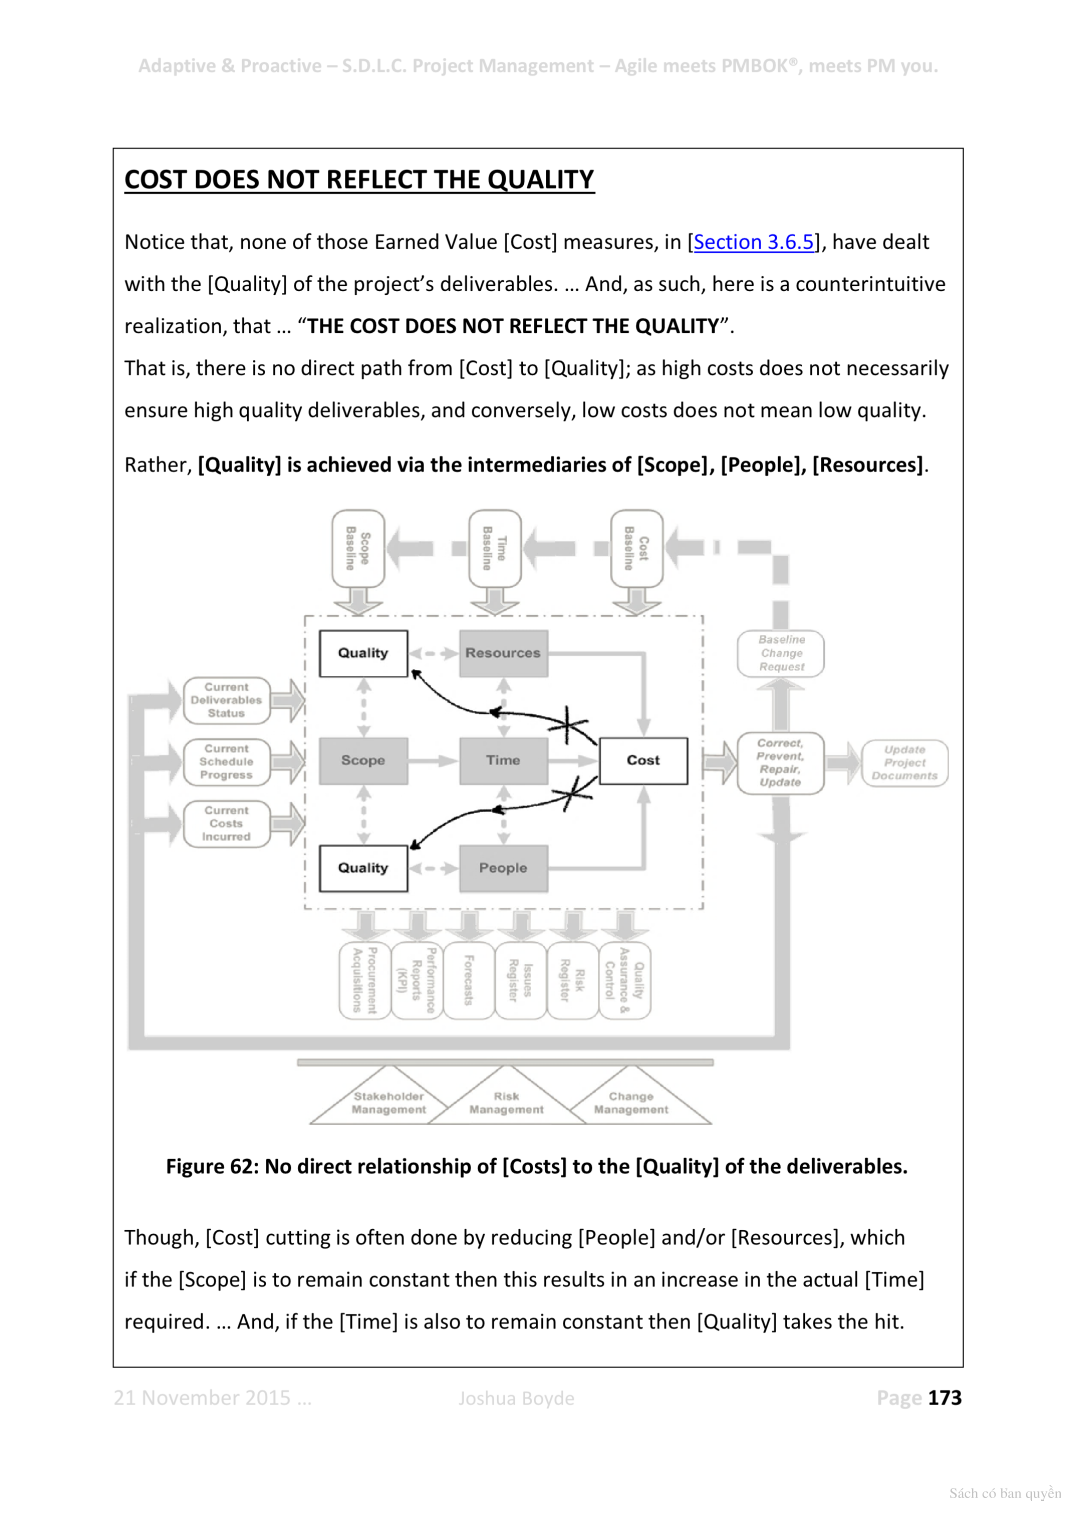 Adaptive & Proactive – S.D.L.C. Project Management – Agile meets PMBOK®, meets PM you.
COST DOES NOT REFLECT THE QUALITY
Notice that, none of those Earned Value [Cost] measures, in [Section 3.6.5], have dealt
with the [Quality] of the project’s deliverables. … And, as such, here is a counterintuitive
realization, that … “THE COST DOES NOT REFLECT THE QUALITY”.
That is, there is no direct path from [Cost] to [Quality]; as high costs does not necessarily
ensure high quality deliverables, and conversely, low costs does not mean low quality.
Rather, [Quality] is achieved via the intermediaries of [Scope], [People], [Resources].
Scope
Baseline
Time
Baseline
Cost
Baseline
Quality
Resources
Baseline
Change
Request
Current
Deliverables
Status
Current
Schedule
Progress
Scope
Time
Cost
Correct,
Prevent,
Repair,
Update
Update
Project
Documents
Current
Costs
Incurred
Quality
People
Procurement
Acquisitions
Performance
Reports
(KPI)
Forecasts
Issues
Register
Risk
Register
Quality
Assurance &
Control
Stakeholder
Management
Risk
Management
Change
Management
Figure 62: No direct relationship of [Costs] to the [Quality] of the deliverables.
Though, [Cost] cutting is often done by reducing [People] and/or [Resources], which
if the [Scope] is to remain constant then this results in an increase in the actual [Time]
required. … And, if the [Time] is also to remain constant then [Quality] takes the hit.
21 November 2015 …
Joshua Boyde
Page 173
Sách có bản quyền